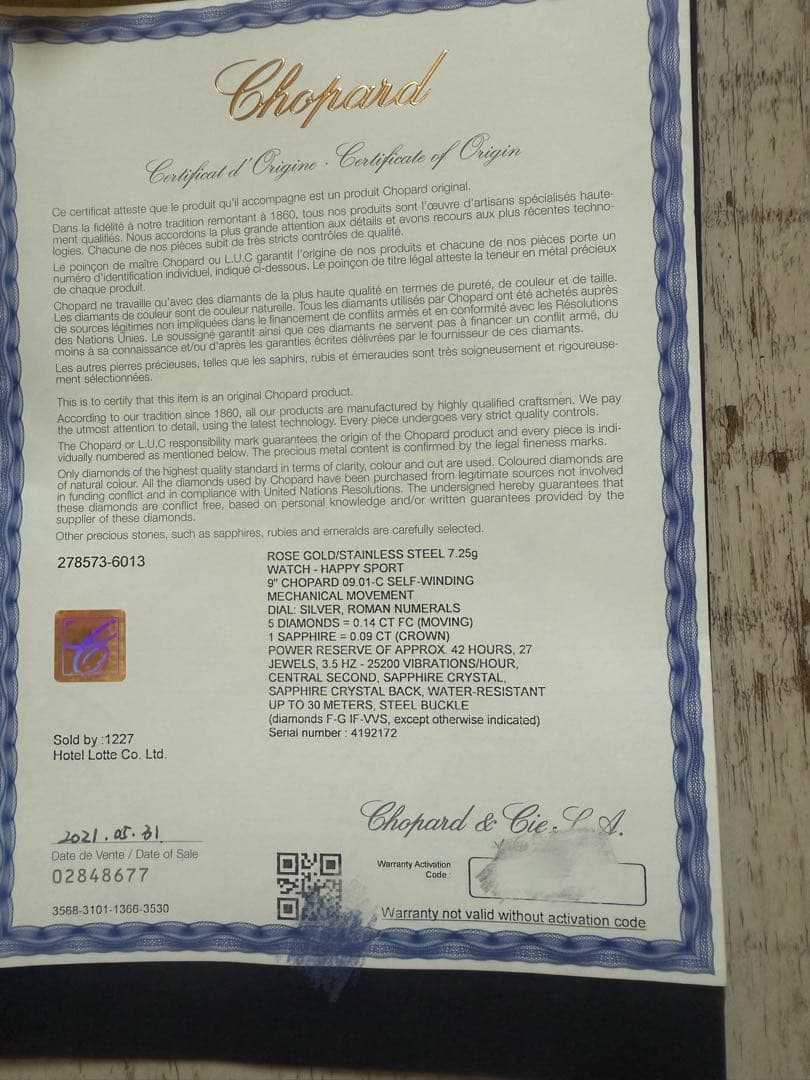 Chopard
Certificat d'Origine - Certificate of Origin
Ce certificat atteste que le produit qu'il accompagne est un produit Chopard original.
Dans la fidélité à notre tradition remontant à 1860, tous nos produits sont l'œuvre d'artisans spécialisés haute-
ment qualifiés. Nous accordons la plus grande attention aux détails et avons recours aux plus récentes techno-
logies. Chacune de nos pièces subit de très stricts contrôles de qualité.
Le poinçon de maître Chopard ou L.U.C garantit l'origine de nos produits et chacune de nos pièces porte un
numéro d'identification individuel, indiqué ci-dessous. Le poinçon de titre légal atteste la teneur en métal précieux
de chaque produit.
Chopard ne travaille qu'avec des diamants de la plus haute qualité en termes de pureté, de couleur et de taille.
Les diamants de couleur sont de couleur naturelle. Tous les diamants utilisés par Chopard ont été achetés auprès
de sources légitimes non impliquées dans le financement de conflits armés et en conformité avec les Résolutions
des Nations Unies. Le soussigné garantit ainsi que ces diamants ne servent pas à financer un conflit armé, du
moins à sa connaissance et/ou d'après les garanties écrites délivrées par le fournisseur de ces diamants.
Les autres pierres précieuses, telles que les saphirs, rubis et émeraudes sont très soigneusement et rigoureuse-
ment sélectionnées.
This is to certify that this item is an original Chopard product.
According to our tradition since 1860, all our products are manufactured by highly qualified craftsmen. We pay
the utmost attention to detail, using the latest technology. Every piece undergoes very strict quality controls.
The Chopard or L.U.C responsibility mark guarantees the origin of the Chopard product and every piece is indi-
vidually numbered as mentioned below. The precious metal content is confirmed by the legal fineness marks.
Only diamonds of the highest quality standard in terms of clarity, colour and cut are used. Coloured diamonds are
of natural colour. All the diamonds used by Chopard have been purchased from legitimate sources not involved
in funding conflict and in compliance with United Nations Resolutions. The undersigned hereby guarantees that
these diamonds are conflict free, based on personal knowledge and/or written guarantees provided by the
supplier of these diamonds.
Other precious stones, such as sapphires, rubies and emeralds are carefully selected.
278573-6013
ROSE GOLD/STAINLESS STEEL 7.25g
WATCH - HAPPY SPORT
9" CHOPARD 09.01-C SELF-WINDING
MECHANICAL MOVEMENT
DIAL: SILVER, ROMAN NUMERALS
5 DIAMONDS = 0.14 CT FC (MOVING)
1 SAPPHIRE = 0.09 CT (CROWN)
POWER RESERVE OF APPROX. 42 HOURS, 27
JEWELS, 3.5 HZ - 25200 VIBRATIONS/HOUR,
CENTRAL SECOND, SAPPHIRE CRYSTAL,
SAPPHIRE CRYSTAL BACK, WATER-RESISTANT
UP TO 30 METERS, STEEL BUCKLE
(diamonds F-G IF-VVS, except otherwise indicated)
Serial number : 4192172
Sold by :1227
Hotel Lotte Co. Ltd.
Chopard & Cie. S.A.
2021.05.31
Date de Vente / Date of Sale
02848677
3568-3101-1366-3530
Warranty Activation
Code :
Warranty not valid without activation code